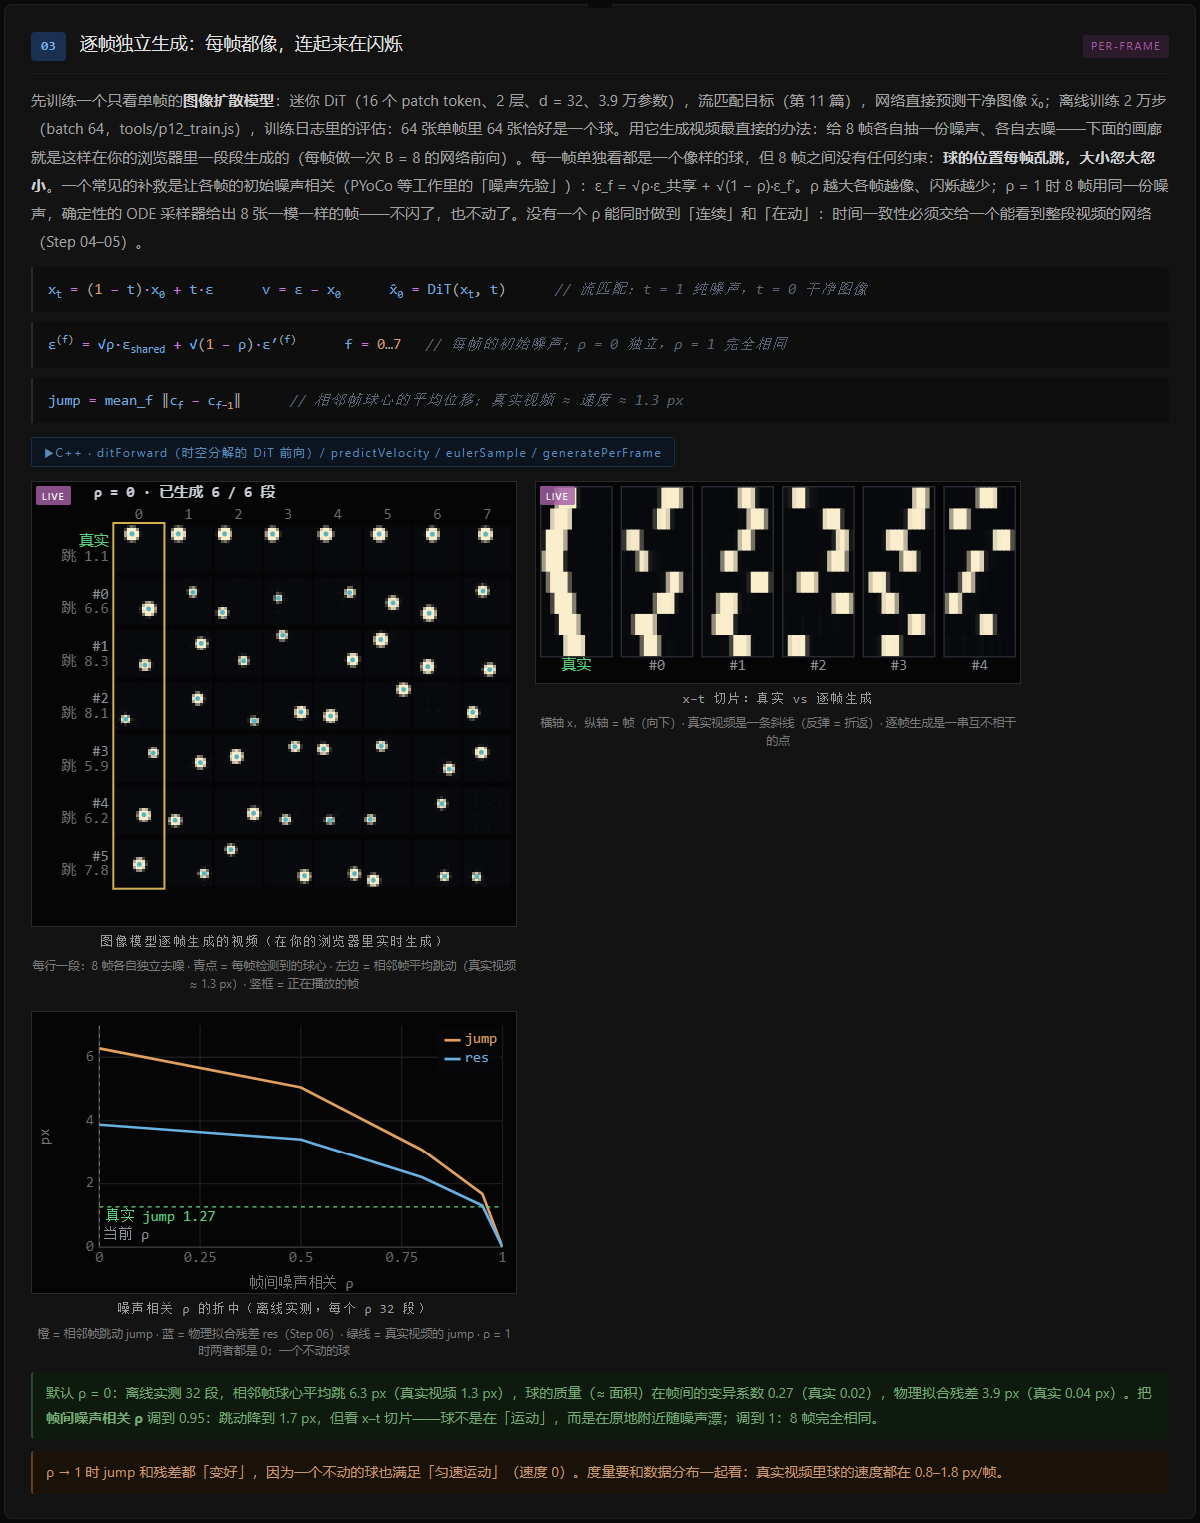 03 逐帧独立生成：每帧都像，连起来在闪烁 PER-FRAME
先训练一个只看单帧的图像扩散模型：迷你 DiT（16 个 patch token、2 层、d = 32、3.9 万参数），流匹配目标（第 11 篇），网络直接预测干净图像 x̂₀；离线训练 2 万步
（batch 64，tools/p12_train.js），训练日志里的评估：64 张单帧里 64 张恰好是一个球。用它生成视频最直接的办法：给 8 帧各自抽一份噪声、各自去噪——下面的画廊
就是这样在你的浏览器里一段段生成的（每帧做一次 B = 8 的网络前向）。每一帧单独看都是一个像样的球，但 8 帧之间没有任何约束：球的位置每帧乱跳，大小忽大忽
小。一个常见的补救是让各帧的初始噪声相关（PYoCo 等工作里的「噪声先验」）：ε_f = √ρ·ε_共享 + √(1 − ρ)·ε_f′。ρ 越大各帧越像、闪烁越少；ρ = 1 时 8 帧用同一份噪
声，确定性的 ODE 采样器给出 8 张一模一样的帧——不闪了，也不动了。没有一个 ρ 能同时做到「连续」和「在动」：时间一致性必须交给一个能看到整段视频的网络
（Step 04–05）。
x_t = (1 − t)·x₀ + t·ε v = ε − x₀ x̂₀ = DiT(x_t, t) // 流匹配: t = 1 纯噪声, t = 0 干净图像
ε^(f) = √ρ·ε_shared + √(1 − ρ)·ε′^(f) f = 0…7 // 每帧的初始噪声; ρ = 0 独立, ρ = 1 完全相同
jump = mean_f ‖c_f − c_f−1‖ // 相邻帧球心的平均位移; 真实视频 ≈ 速度 ≈ 1.3 px
▶C++ · ditForward（时空分解的 DiT 前向）/ predictVelocity / eulerSample / generatePerFrame
LIVE ρ = 0 · 已生成 6 / 6 段
0 1 2 3 4 5 6 7
真实
跳 1.1
#0
跳 6.6
#1
跳 8.3
#2
跳 8.1
#3
跳 5.9
#4
跳 6.2
#5
跳 7.8
图像模型逐帧生成的视频（在你的浏览器里实时生成）
每行一段：8 帧各自独立去噪 · 青点 = 每帧检测到的球心 · 左边 = 相邻帧平均跳动（真实视频
≈ 1.3 px）· 竖框 = 正在播放的帧
LIVE
真实 #0 #1 #2 #3 #4
x–t 切片：真实 vs 逐帧生成
横轴 x，纵轴 = 帧（向下）· 真实视频是一条斜线（反弹 = 折返）· 逐帧生成是一串互不相干
的点
jump
res
6
4
px
2
真实 jump 1.27
当前 ρ
0
0 0.25 0.5 0.75 1
帧间噪声相关 ρ
噪声相关 ρ 的折中（离线实测，每个 ρ 32 段）
橙 = 相邻帧跳动 jump · 蓝 = 物理拟合残差 res（Step 06）· 绿线 = 真实视频的 jump · ρ = 1
时两者都是 0：一个不动的球
默认 ρ = 0：离线实测 32 段，相邻帧球心平均跳 6.3 px（真实视频 1.3 px），球的质量（≈ 面积）在帧间的变异系数 0.27（真实 0.02），物理拟合残差 3.9 px（真实 0.04 px）。把
帧间噪声相关 ρ 调到 0.95：跳动降到 1.7 px，但看 x–t 切片——球不是在「运动」，而是在原地附近随噪声漂；调到 1：8 帧完全相同。
ρ → 1 时 jump 和残差都「变好」，因为一个不动的球也满足「匀速运动」（速度 0）。度量要和数据分布一起看：真实视频里球的速度都在 0.8–1.8 px/帧。